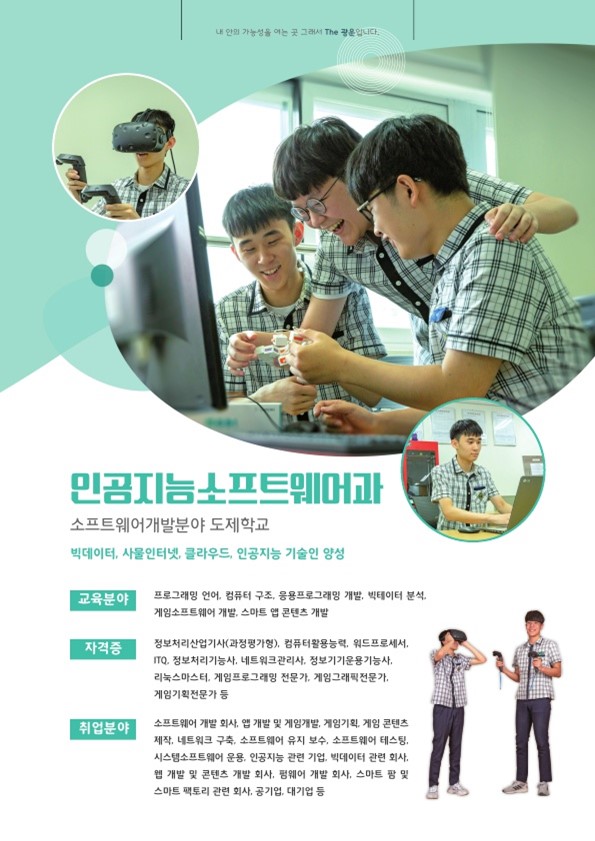 내 안의 가능성을 여는 곳 그래서 The 광운입니다.
인공지능소프트웨어과
소프트웨어개발분야 도제학교
빅데이터, 사물인터넷, 클라우드, 인공지능 기술인 양성
교육분야
프로그래밍 언어, 컴퓨터 구조, 응용프로그래밍 개발, 빅테이터 분석,
게임소프트웨어 개발, 스마트 앱 콘텐츠 개발
자격증
정보처리산업기사(과정평가형), 컴퓨터활용능력, 워드프로세서,
ITQ, 정보처리기능사, 네트워크관리사, 정보기기운용기능사,
리눅스마스터, 게임프로그래밍 전문가, 게임그래픽전문가,
게임기획전문가 등
취업분야
소프트웨어 개발 회사, 앱 개발 및 게임개발, 게임기획, 게임 콘텐츠
제작, 네트워크 구축, 소프트웨어 유지 보수, 소프트웨어 테스팅,
시스템소프트웨어 운용, 인공지능 관련 기업, 빅데이터 관련 회사,
웹 개발 및 콘텐츠 개발 회사, 펌웨어 개발 회사, 스마트 팜 및
스마트 팩토리 관련 회사, 공기업, 대기업 등